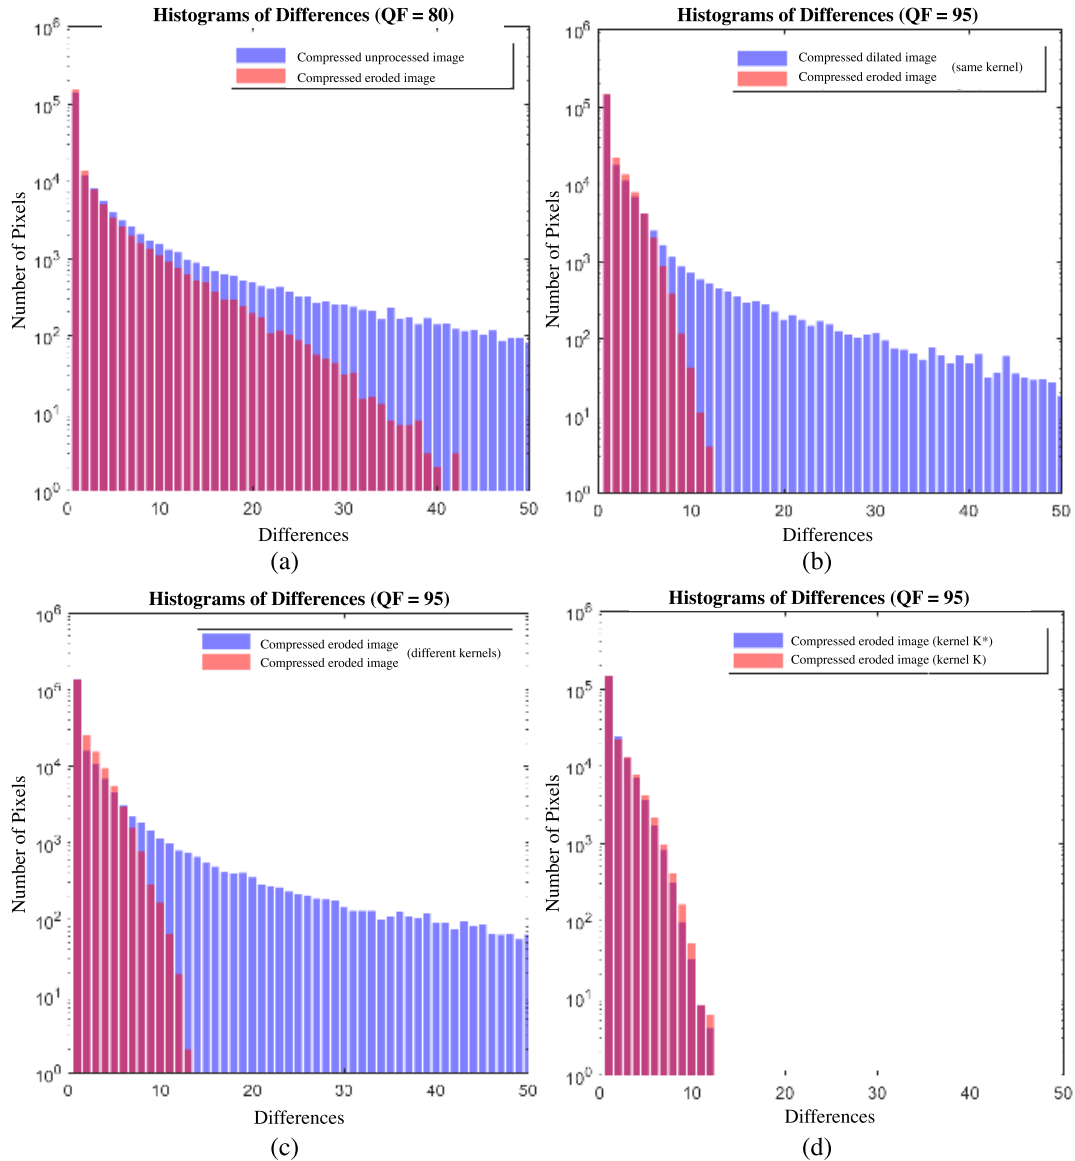 Histograms of Differences (QF = 80)
Compressed unprocessed image
Compressed eroded image
10^6
10^5
10^4
10^3
10^2
10^1
10^0
Number of Pixels
0 10 20 30 40 50
Differences
(a)
Histograms of Differences (QF = 95)
Compressed dilated image
Compressed eroded image
(same kernel)
10^6
10^5
10^4
10^3
10^2
10^1
10^0
Number of Pixels
0 10 20 30 40 50
Differences
(b)
Histograms of Differences (QF = 95)
Compressed eroded image
Compressed eroded image
(different kernels)
10^6
10^5
10^4
10^3
10^2
10^1
10^0
Number of Pixels
0 10 20 33 40 50
Differences
(c)
Histograms of Differences (QF = 95)
Compressed eroded image (kernel K*)
Compressed eroded image (kernel K)
10^6
10^5
10^4
10^3
10^2
10^1
10^0
Number of Pixels
0 10 20 30 40 50
Differences
(d)